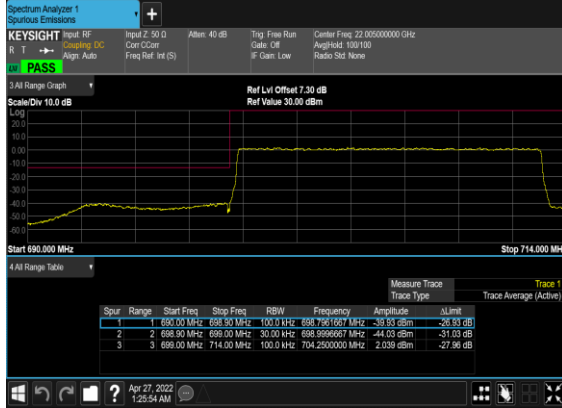 Spectrum Analyzer 1
Spurious Emissions
+
KEYSIGHT Input: RF Input Z: 50 Ω Atten: 40 dB Trig: Free Run Center Freq: 22.005000000 GHz
R T Coupling: DC Corr CCorr Gate: Off Avg|Hold: 100/100
Align: Auto Freq Ref: Int (S) IF Gain: Low Radio Std: None
PASS
3 All Range Graph
Ref Lvl Offset 7.30 dB
Scale/Div 10.0 dB Ref Value 30.00 dBm
Log
20.0
10.0
0.00
-10.0
-20.0
-30.0
-40.0
-50.0
-60.0
Start 690.000 MHz Stop 714.000 MHz
4 All Range Table
Measure Trace Trace 1
Trace Type Trace Average (Active)
Spur Range Start Freq Stop Freq RBW Frequency Amplitude ΔLimit
1 1 690.00 MHz 698.90 MHz 100.0 kHz 698.7961667 MHz -39.93 dBm -26.93 dB
2 2 698.90 MHz 699.00 MHz 30.00 kHz 698.9996667 MHz -44.03 dBm -31.03 dB
3 3 699.00 MHz 714.00 MHz 100.0 kHz 704.2500000 MHz 2.039 dBm -27.96 dB
? Apr 27, 2022
1:25:54 AM